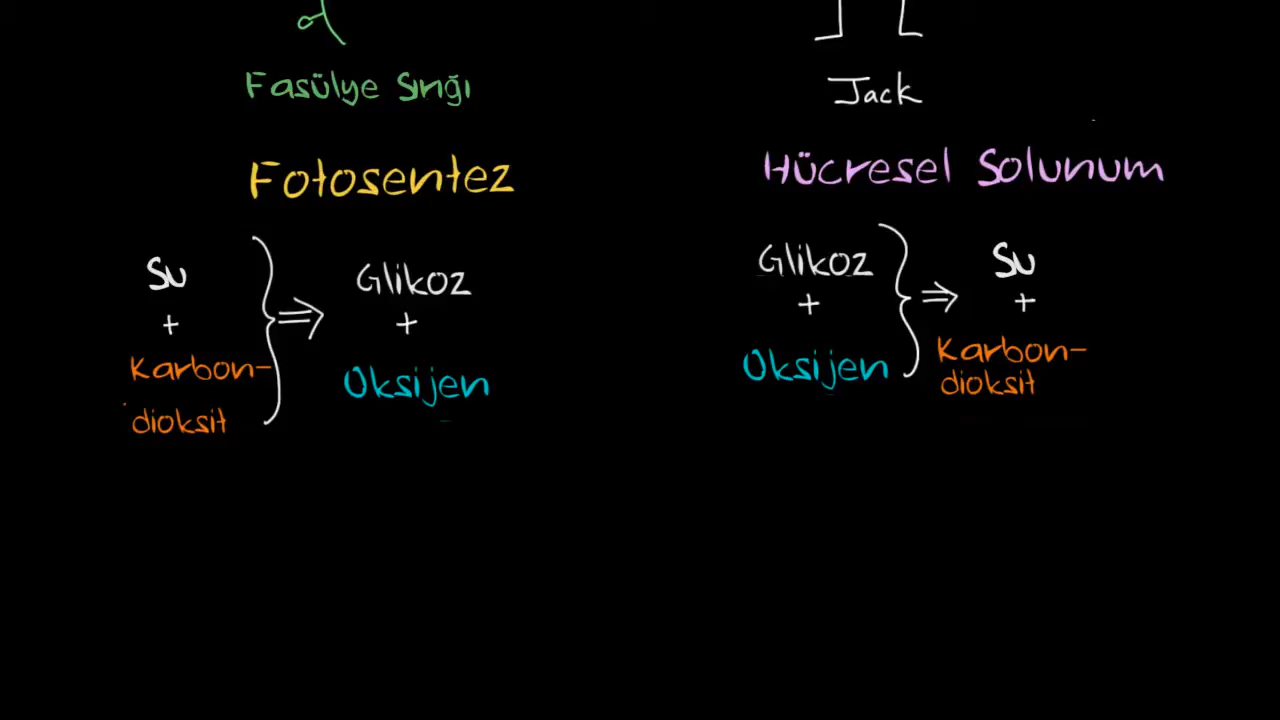 Fasülye Sırığı
Jack
Fotosentez
Hücresel Solunum
Su
+
Karbon-
dioksit
Glikoz
+
Oksijen
Glikoz
+
Oksijen
Su
+
Karbon-
dioksit